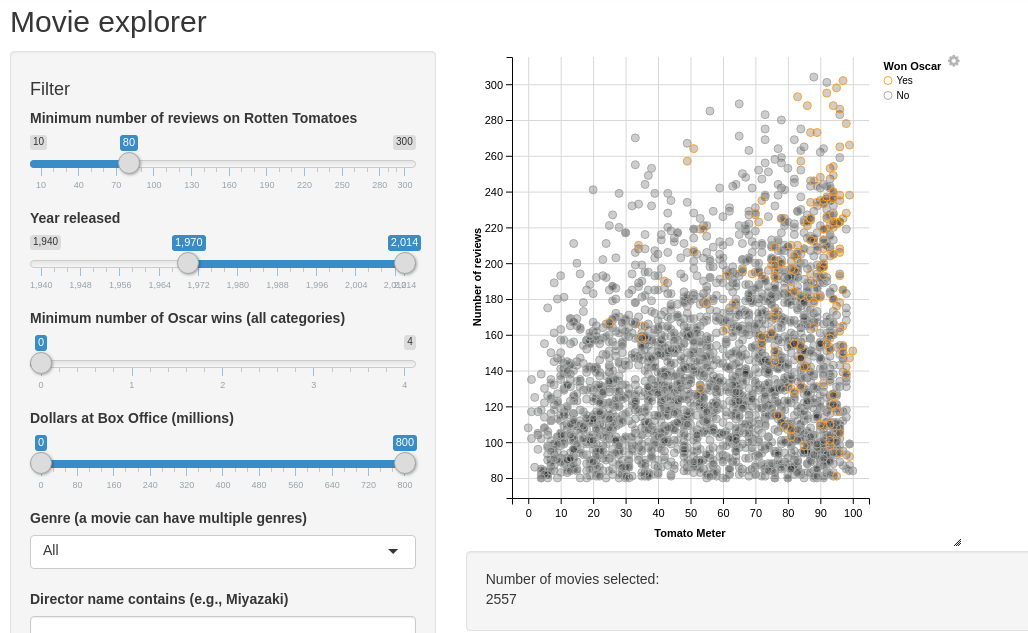 Movie explorer
Filter
Minimum number of reviews on Rotten Tomatoes
10 80 300
10 40 70 100 130 160 190 220 250 280 300
Year released
1,940 1,970 2,014
1,940 1,948 1,956 1,964 1,972 1,980 1,988 1,996 2,004 2,014
Minimum number of Oscar wins (all categories)
0 4
0 1 2 3 4
Dollars at Box Office (millions)
0 800
0 80 160 240 320 400 480 560 640 720 800
Genre (a movie can have multiple genres)
All
Director name contains (e.g., Miyazaki)
Number of reviews
300
280
260
240
220
200
180
160
140
120
100
80
0 10 20 30 40 50 60 70 80 90 100
Tomato Meter
Won Oscar
Yes
No
Number of movies selected:
2557